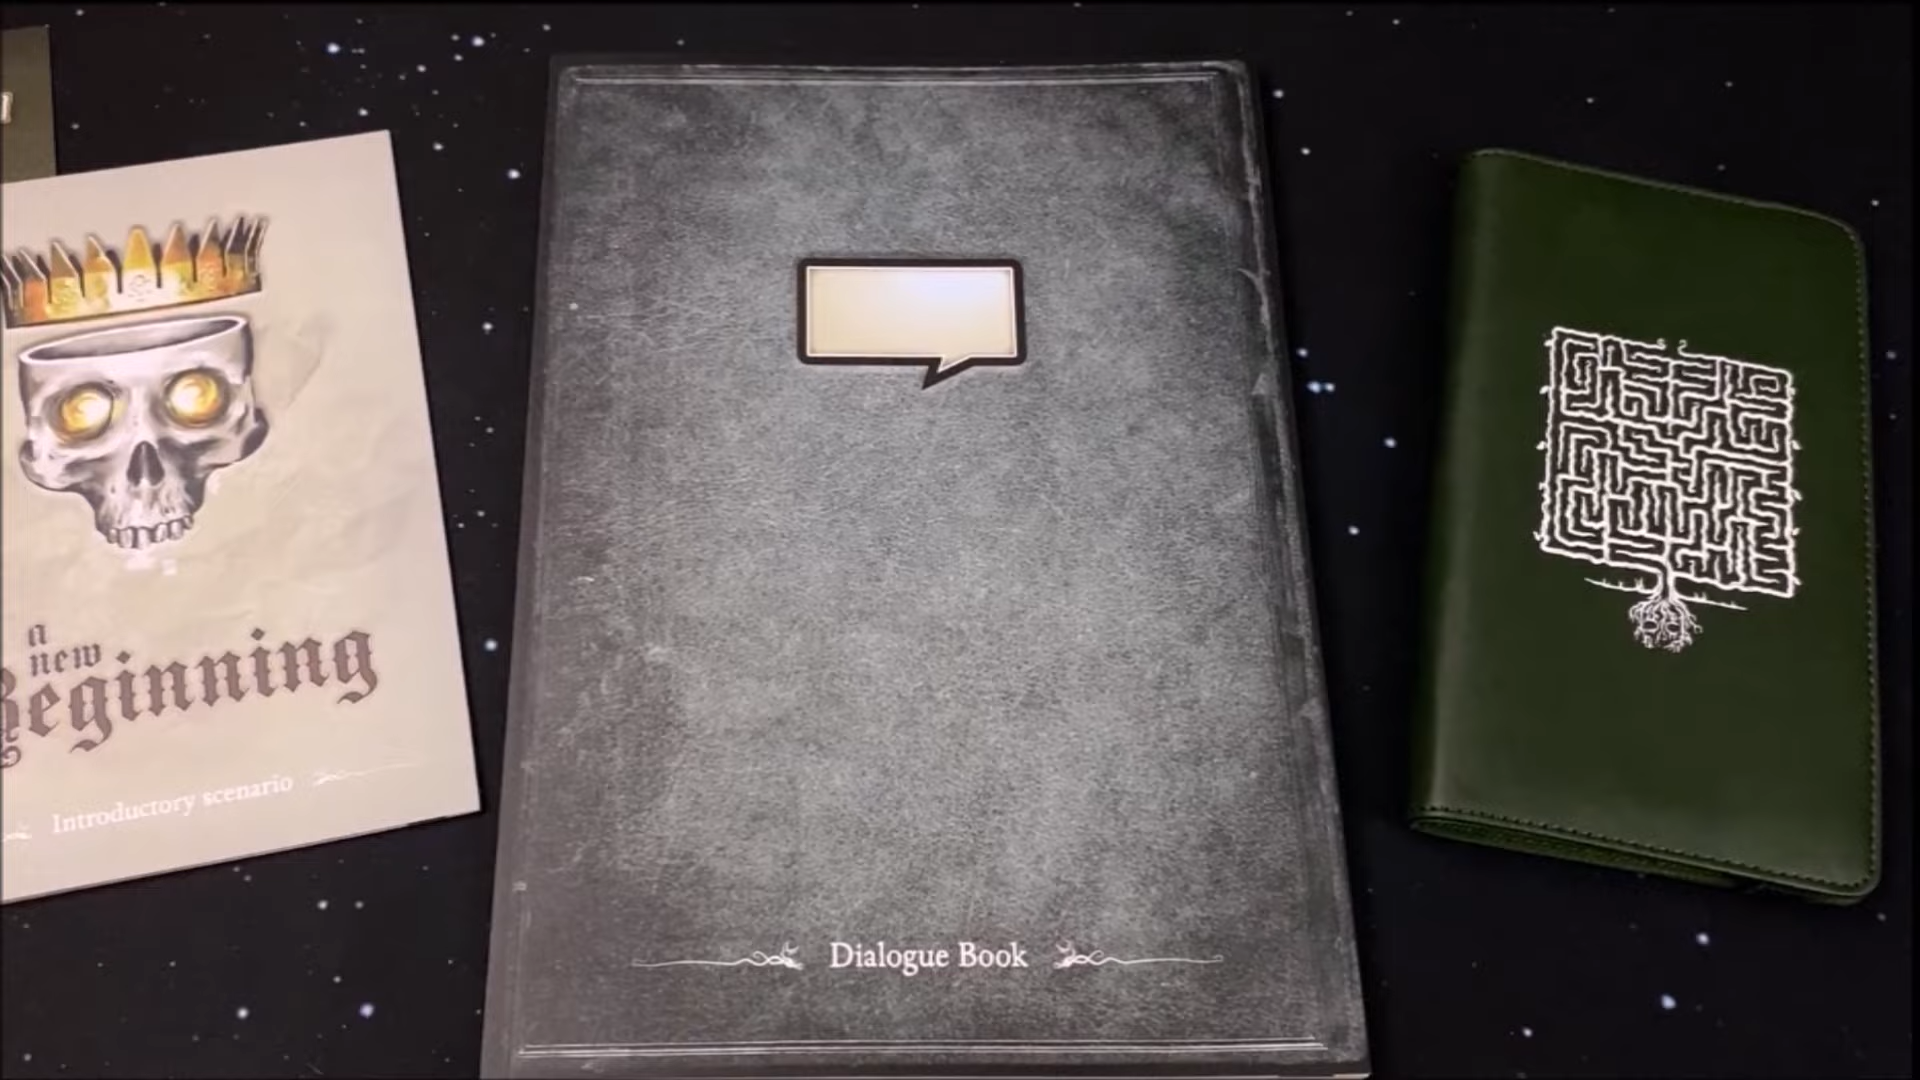 a
new
Beginning
Introductory scenario
Dialogue Book